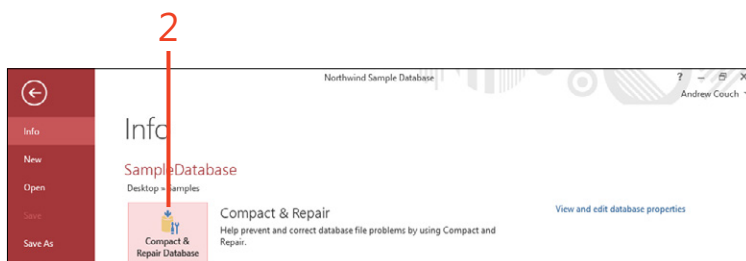 2
Northwind Sample Database
? – X
Andrew Couch
Info
Info
New
SampleDatabase
Open
Desktop » Samples
Save
Compact & Repair
View and edit database properties
Help prevent and correct database file problems by using Compact and
Repair.
Save As
Compact &
Repair Database